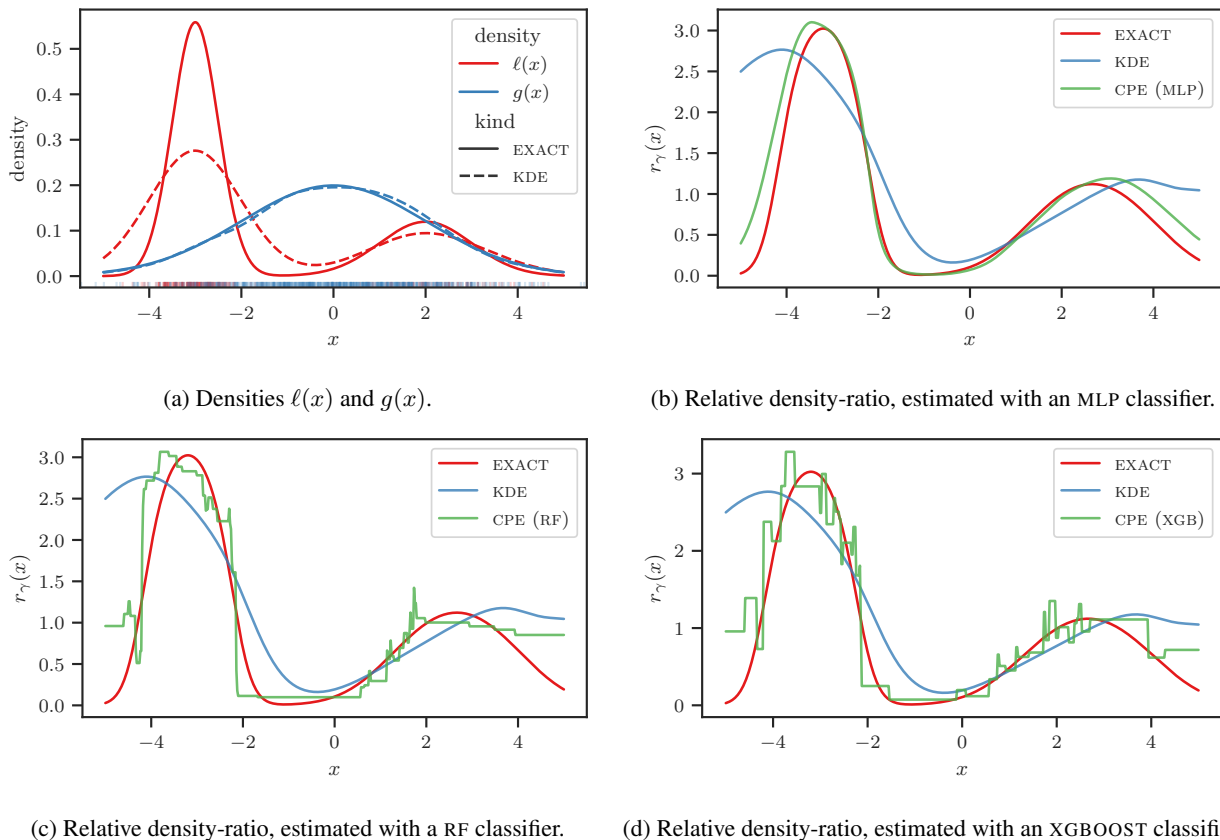 density
ℓ(x)
g(x)
kind
EXACT
KDE
density
0.5
0.4
0.3
0.2
0.1
0.0
−4 −2 0 2 4
x
(a) Densities ℓ(x) and g(x).
EXACT
KDE
CPE (MLP)
rγ(x)
3.0
2.5
2.0
1.5
1.0
0.5
0.0
−4 −2 0 2 4
x
(b) Relative density-ratio, estimated with an MLP classifier.
EXACT
KDE
CPE (RF)
rγ(x)
3.0
2.5
2.0
1.5
1.0
0.5
0.0
−4 −2 0 2 4
x
(c) Relative density-ratio, estimated with a RF classifier.
EXACT
KDE
CPE (XGB)
rγ(x)
3
2
1
0
−4 −2 0 2 4
x
(d) Relative density-ratio, estimated with an XGBOOST classifi